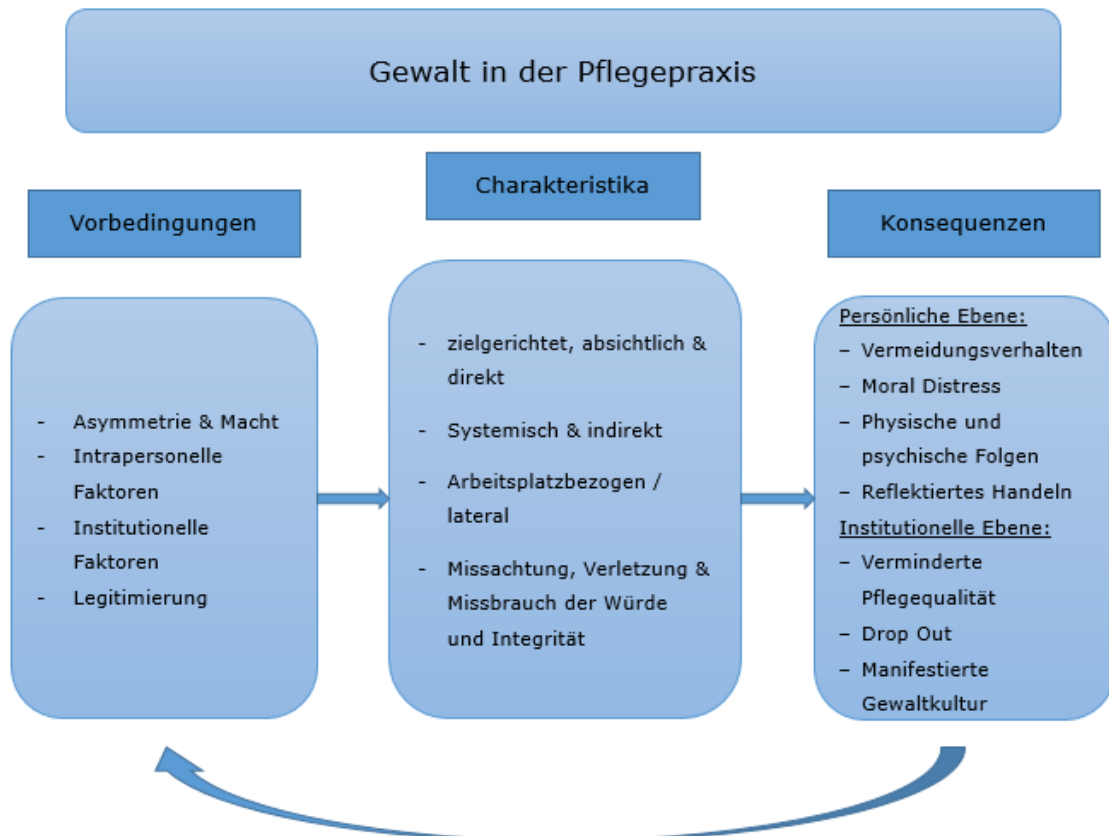 Gewalt in der Pflegepraxis
Vorbedingungen
- Asymmetrie & Macht
- Intrapersonelle
Faktoren
- Institutionelle
Faktoren
- Legitimierung
Charakteristika
- zielgerichtet, absichtlich &
direkt
- Systemisch & indirekt
- Arbeitsplatzbezogen /
lateral
- Missachtung, Verletzung &
Missbrauch der Würde
und Integrität
Konsequenzen
Persönliche Ebene:
– Vermeidungsverhalten
– Moral Distress
– Physische und
psychische Folgen
– Reflektiertes Handeln
Institutionelle Ebene:
– Verminderte
Pflegequalität
– Drop Out
– Manifestierte
Gewaltkultur